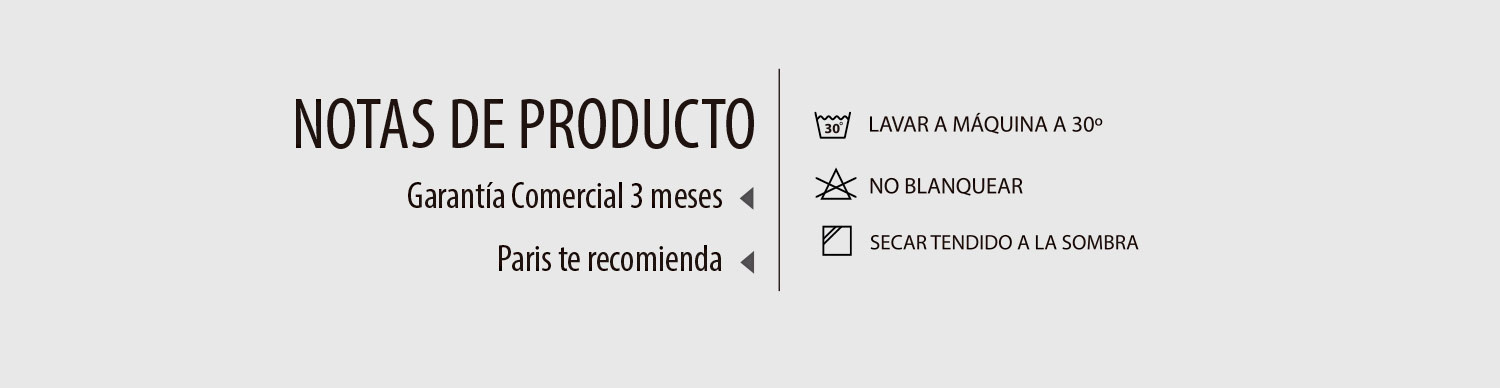 NOTAS DE PRODUCTO
Garantía Comercial 3 meses
Paris te recomienda
30° LAVAR A MÁQUINA A 30º
NO BLANQUEAR
SECAR TENDIDO A LA SOMBRA